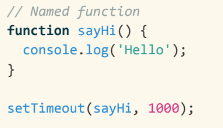 // Named function
function sayHi() {
  console.log('Hello');
}

setTimeout(sayHi, 1000);